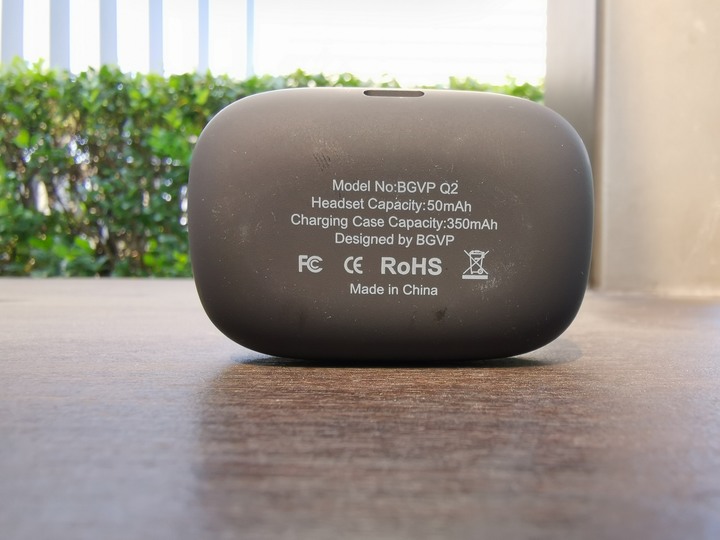 Model No:BGVP Q2
Headset Capacity:50mAh
Charging Case Capacity:350mAh
Designed by BGVP
FC CE RoHS
Made in China